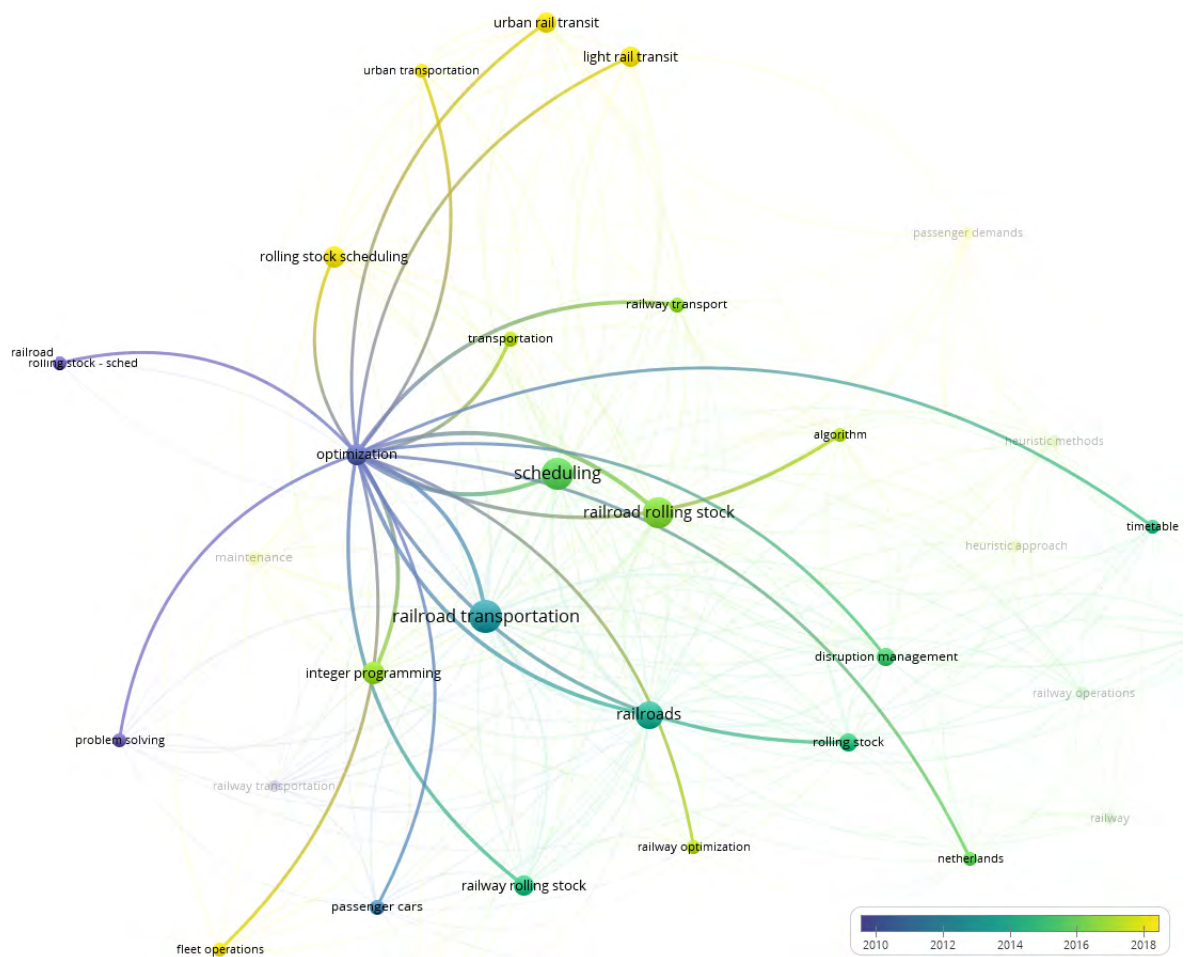 urban rail transit
light rail transit
urban transportation
passenger demands
rolling stock scheduling
railway transport
transportation
railroad
rolling stock - sched
algorithm
heuristic methods
optimization
scheduling
railroad rolling stock
timetable
heuristic approach
maintenance
railroad transportation
disruption management
integer programming
railway operations
railroads
problem solving
rolling stock
railway transportation
railway
railway optimization
netherlands
railway rolling stock
passenger cars
fleet operations
2010 2012 2014 2016 2018